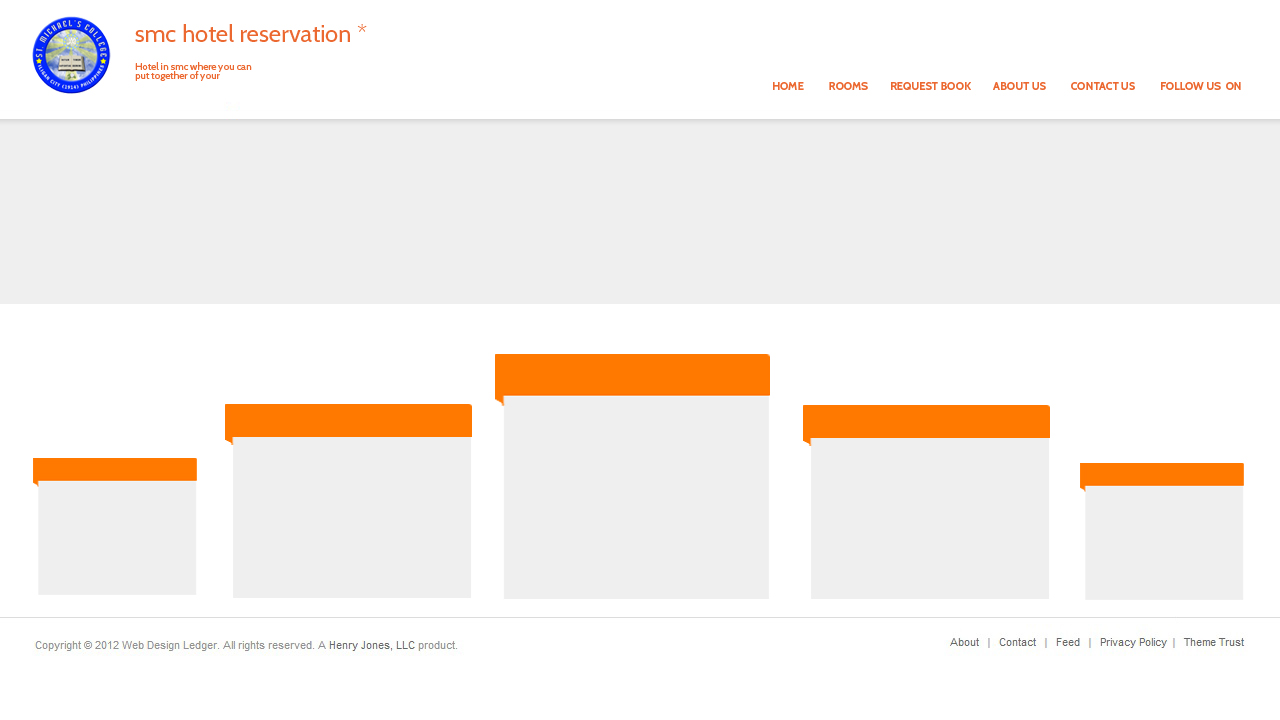 ST. MICHAEL'S COLLEGE
ILIGAN CITY (9200) PHILIPPINES
smc hotel reservation *
Hotel in smc where you can
put together of your
HOME ROOMS REQUEST BOOK ABOUT US CONTACT US FOLLOW US ON
Copyright © 2012 Web Design Ledger. All rights reserved. A Henry Jones, LLC product.
About | Contact | Feed | Privacy Policy | Theme Trust